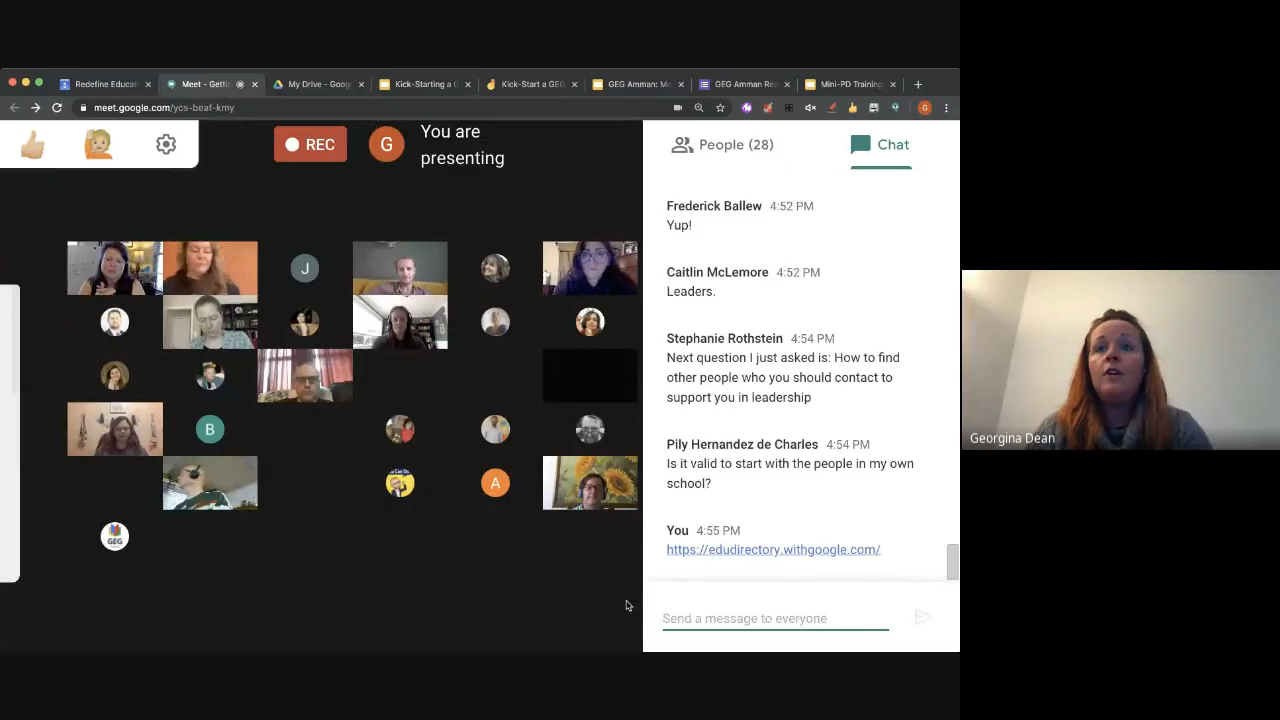 Redefine Educati
Meet - Gettin
My Drive - Goog
Kick-Starting a G
Kick-Start a GEG
GEG Amman: Me
GEG Amman Res
Mini-PD Training
meet.google.com/ycs-beaf-kmy
G
REC
G
You are
presenting
People (28)
Chat
Frederick Ballew 4:52 PM
Yup!
Caitlin McLemore 4:52 PM
Leaders.
Stephanie Rothstein 4:54 PM
Next question I just asked is: How to find
other people who you should contact to
support you in leadership
Pily Hernandez de Charles 4:54 PM
Is it valid to start with the people in my own
school?
You 4:55 PM
https://edudirectory.withgoogle.com/
Send a message to everyone
J
B
A
GEG
Georgina Dean